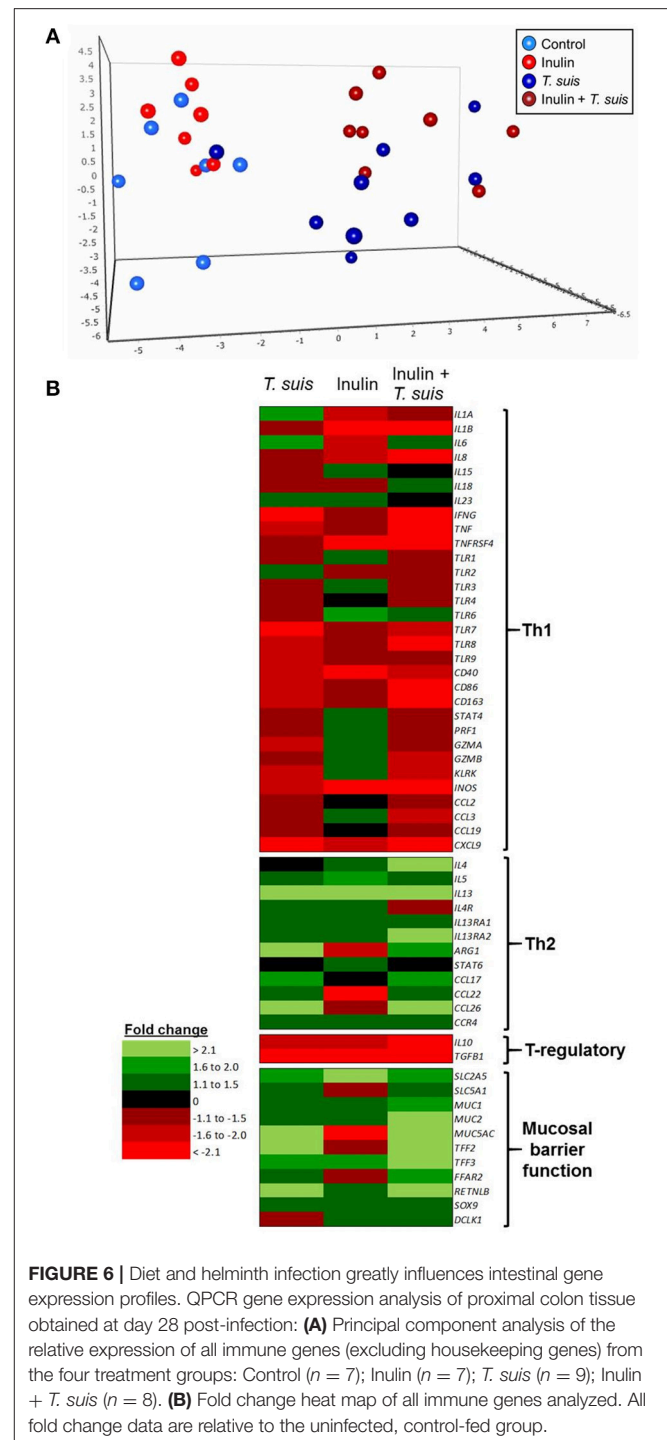 A
4.5
4
3.5
3
2.5
2
1.5
1
0.5
0
-0.5
-1
-1.5
-2
-2.5
-3
-3.5
-4
-4.5
-5
-5.5
-6
-5 -4 -3 -2 -1 0 1 2 3 4 5 6 7
-6.5
Control
Inulin
T. suis
Inulin + T. suis
B
T. suis Inulin Inulin +
T. suis
IL1A
IL1B
IL6
IL8
IL15
IL18
IL23
IFNG
TNF
TNFRSF4
TLR1
TLR2
TLR3
TLR4
TLR6
TLR7
TLR8
TLR9
CD40
CD86
CD163
STAT4
PRF1
GZMA
GZMB
KLRK
INOS
CCL2
CCL3
CCL19
CXCL9
Th1
IL4
IL5
IL13
IL4R
IL13RA1
IL13RA2
ARG1
STAT6
CCL17
CCL22
CCL26
CCR4
Th2
IL10
TGFB1
T-regulatory
SLC2A5
SLC5A1
MUC1
MUC2
MUC5AC
TFF2
TFF3
FFAR2
RETNLB
SOX9
DCLK1
Mucosal
barrier
function
Fold change
> 2.1
1.6 to 2.0
1.1 to 1.5
0
-1.1 to -1.5
-1.6 to -2.0
< -2.1
FIGURE 6 | Diet and helminth infection greatly influences intestinal gene
expression profiles. QPCR gene expression analysis of proximal colon tissue
obtained at day 28 post-infection: (A) Principal component analysis of the
relative expression of all immune genes (excluding housekeeping genes) from
the four treatment groups: Control (n = 7); Inulin (n = 7); T. suis (n = 9); Inulin
+ T. suis (n = 8). (B) Fold change heat map of all immune genes analyzed. All
fold change data are relative to the uninfected, control-fed group.